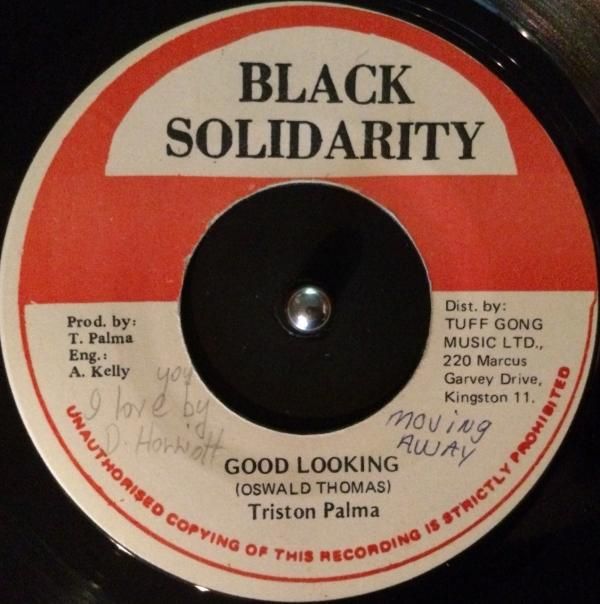 BLACK
SOLIDARITY
Prod. by:
T. Palma
Eng.:
A. Kelly
Dist. by:
TUFF GONG
MUSIC LTD.,
220 Marcus
Garvey Drive,
Kingston 11.
you
I love by
D. Harriott
MOVING
AWAY
GOOD LOOKING
(OSWALD THOMAS)
Triston Palma
UNAUTHORISED COPYING OF THIS RECORDING IS STRICTLY PROHIBITED